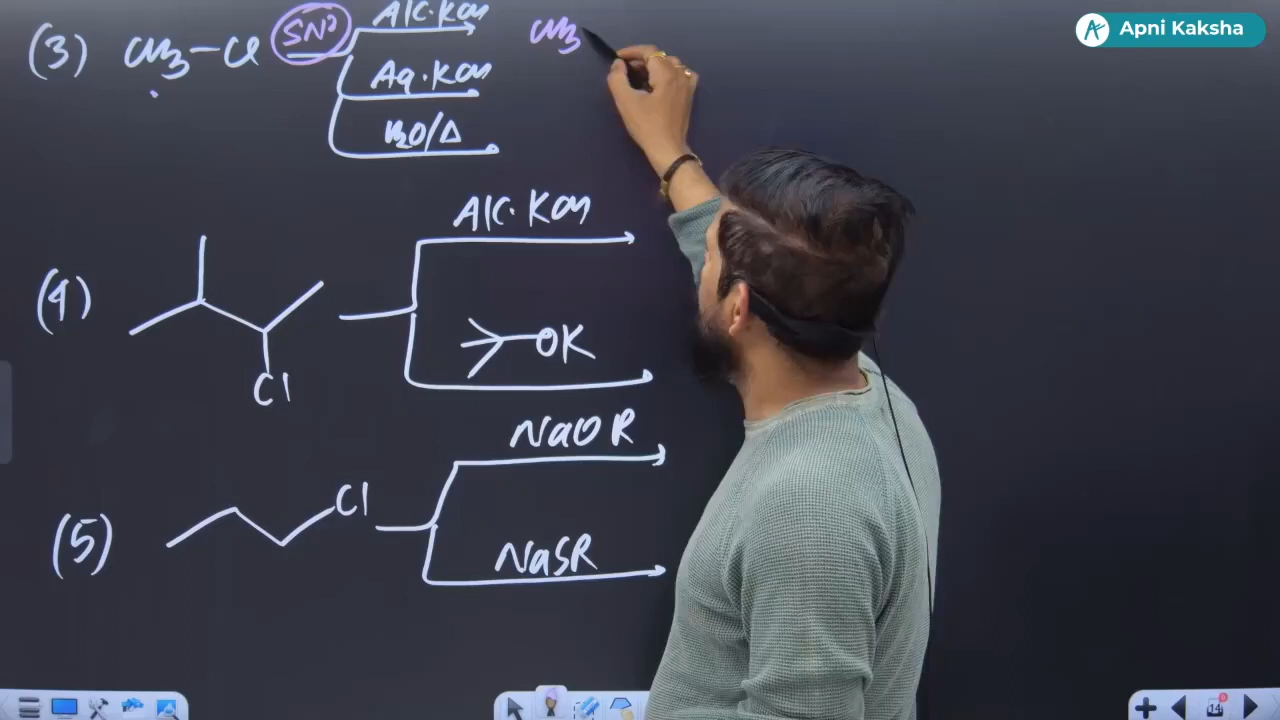 Apni Kaksha
(3) CH3-Cl SN2 Alc. KOH CH3
Aq. KOH
H2O/Δ
(4) Cl Alc. KOH
OK
(5) Cl NaOR
NaSR
14